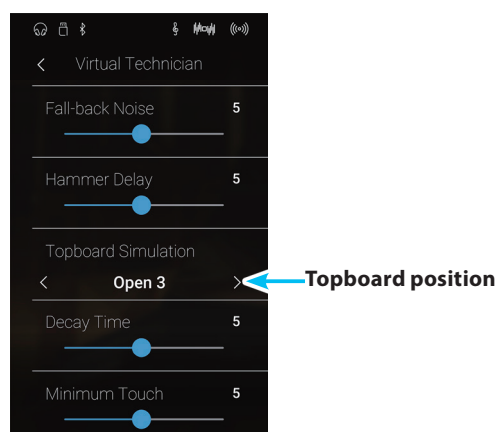 Virtual Technician
Fall-back Noise 5
Hammer Delay 5
Topboard Simulation
Open 3
Topboard position
Decay Time 5
Minimum Touch 5